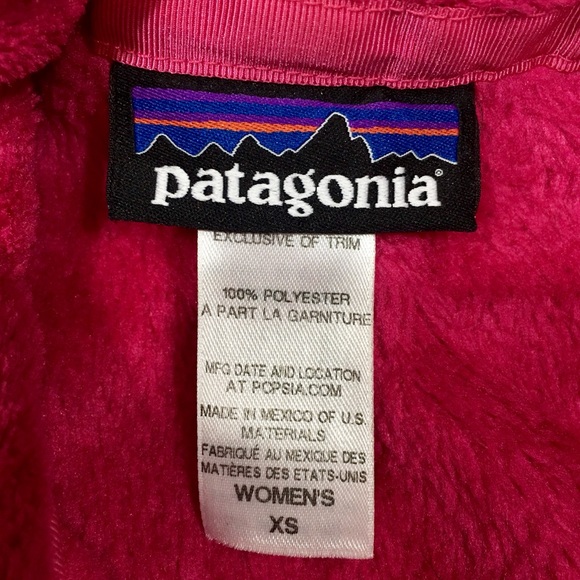 patagonia®
EXCLUSIVE OF TRIM
100% POLYESTER
A PART LA GARNITURE
MFG DATE AND LOCATION
AT POPSIA.COM
MADE IN MEXICO OF U.S.
MATERIALS
FABRIQUÉ AU MEXIQUE DES
MATIÈRES DES ETATS-UNIS
WOMEN'S
XS